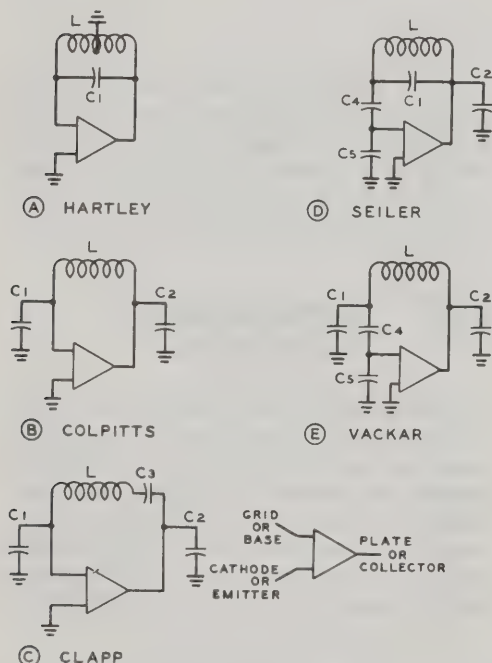 L
C1
A HARTLEY
L
C1
C2
B COLPITTS
L
C3
C1
C2
C CLAPP
L
C2
C4
C1
C5
D SEILER
L
C1
C2
C4
C5
E VACKAR
GRID
OR
BASE
PLATE
OR
COLLECTOR
CATHODE
OR
EMITTER